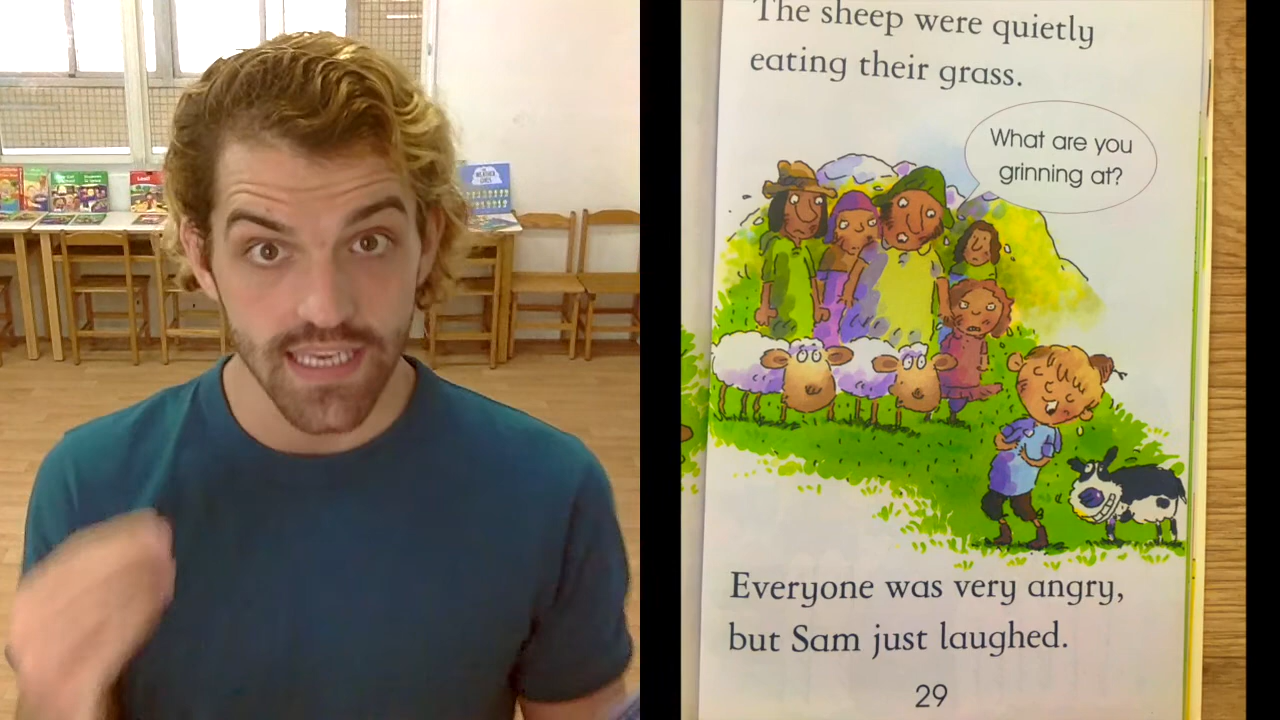 The sheep were quietly
eating their grass.
What are you
grinning at?
Everyone was very angry,
but Sam just laughed.
29